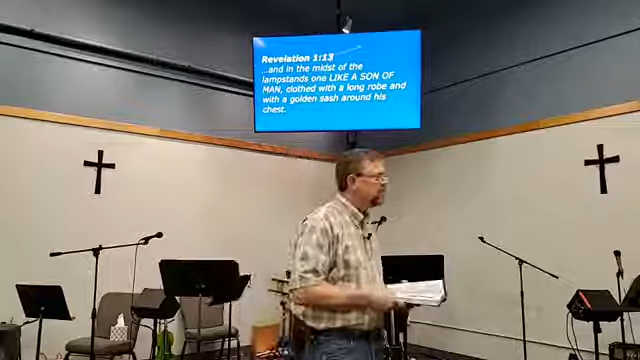 Revelation 1:13
...and in the midst of the
lampstands one LIKE A SON OF
MAN, clothed with a long robe and
with a golden sash around his
chest.